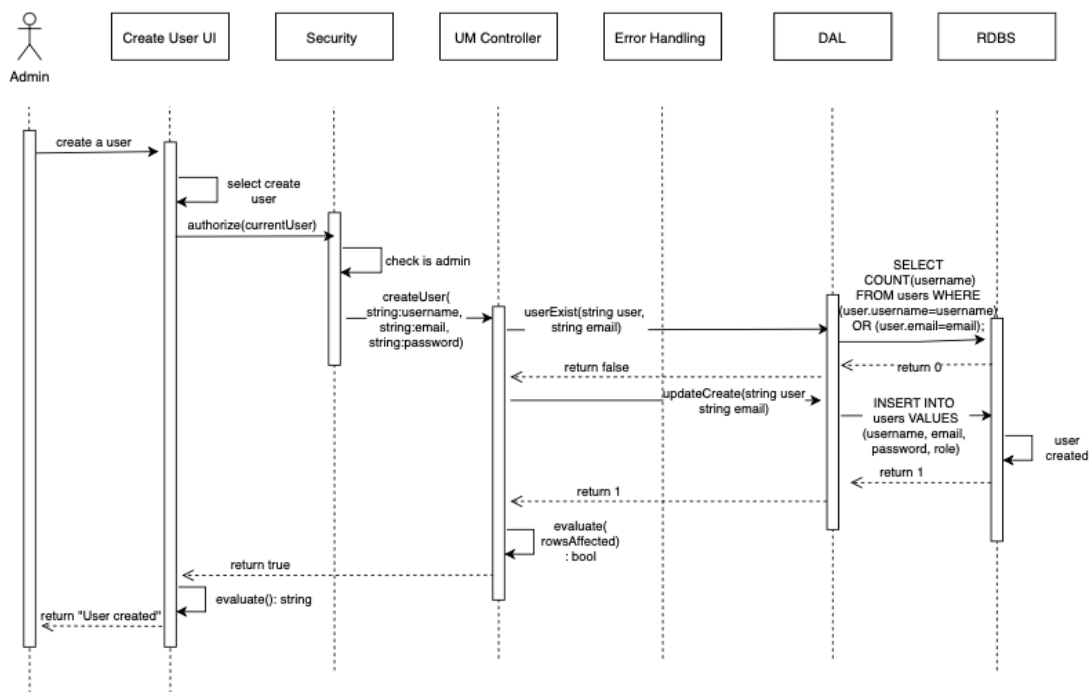 Admin
Create User UI
Security
UM Controller
Error Handling
DAL
RDBS
create a user
select create
user
authorize(currentUser)
check is admin
createUser(
string:username,
string:email,
string:password)
userExist(string user,
string email)
SELECT
COUNT(username)
FROM users WHERE
(user.username=username)
OR (user.email=email);
return 0
return false
updateCreate(string user
string email)
INSERT INTO
users VALUES
(username, email,
password, role)
user
created
return 1
return 1
evaluate(
rowsAffected)
: bool
return true
evaluate(): string
return "User created"